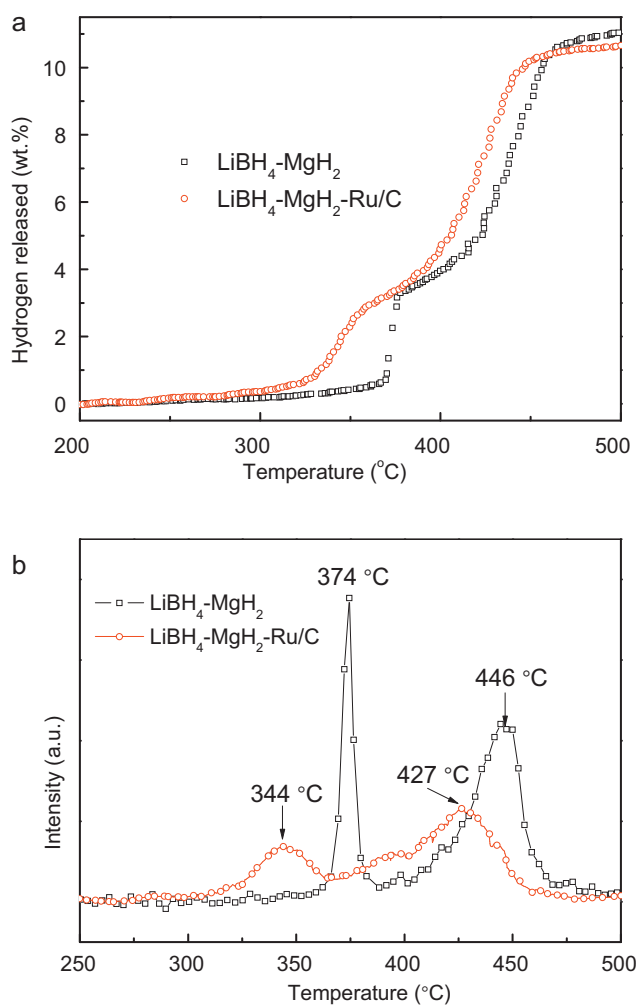 a
Hydrogen released (wt.%)
10
8
6
4
2
0
LiBH₄-MgH₂
LiBH₄-MgH₂-Ru/C
200 300 400 500
Temperature (°C)
b
Intensity (a.u.)
LiBH₄-MgH₂
LiBH₄-MgH₂-Ru/C
374 °C
446 °C
427 °C
344 °C
250 300 350 400 450 500
Temperature (°C)